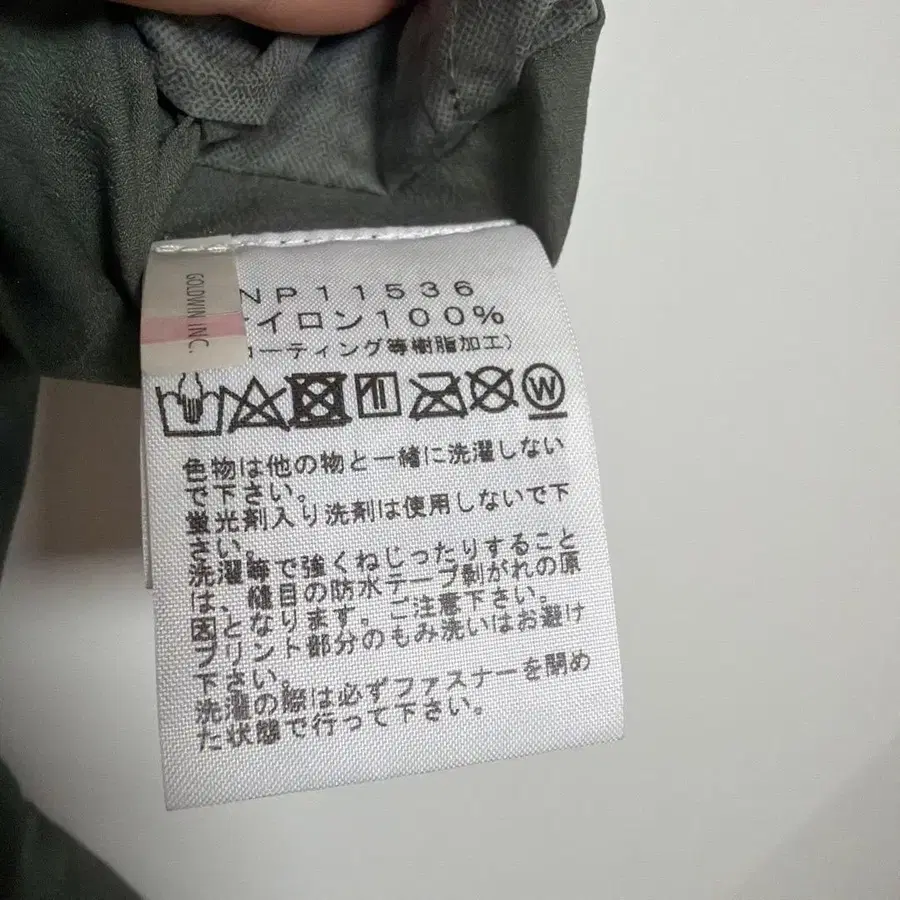 GOLDWIN INC.
NP11536
ナイロン100%
コーティング等樹脂加工)
W
色物は他の物と一緒に洗濯しない
で下さい。
蛍光剤入り洗剤は使用しないで下
さい。
洗濯等で強くねじったりすること
は、縫目の防水テープ剥がれの原
因となります。ご注意下さい。
プリント部分のもみ洗いはお避け
下さい。
洗濯の際は必ずファスナーを閉め
た状態で行って下さい。